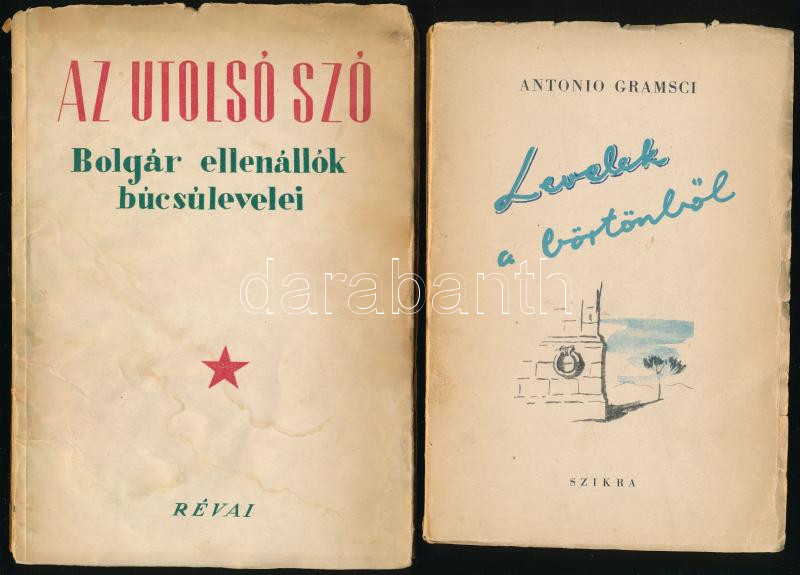 AZ UTOLSÓ SZÓ
Bolgár ellenállók
búcsúlevelei
RÉVAI
ANTONIO GRAMSCI
Levelek
a börtönből
SZIKRA
darabanth